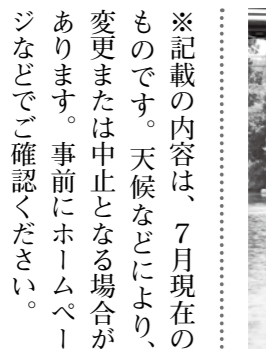 ※記載の内容は、7月現在の
ものです。天候などにより、
変更または中止となる場合が
あります。事前にホームペー
ジなどでご確認ください。